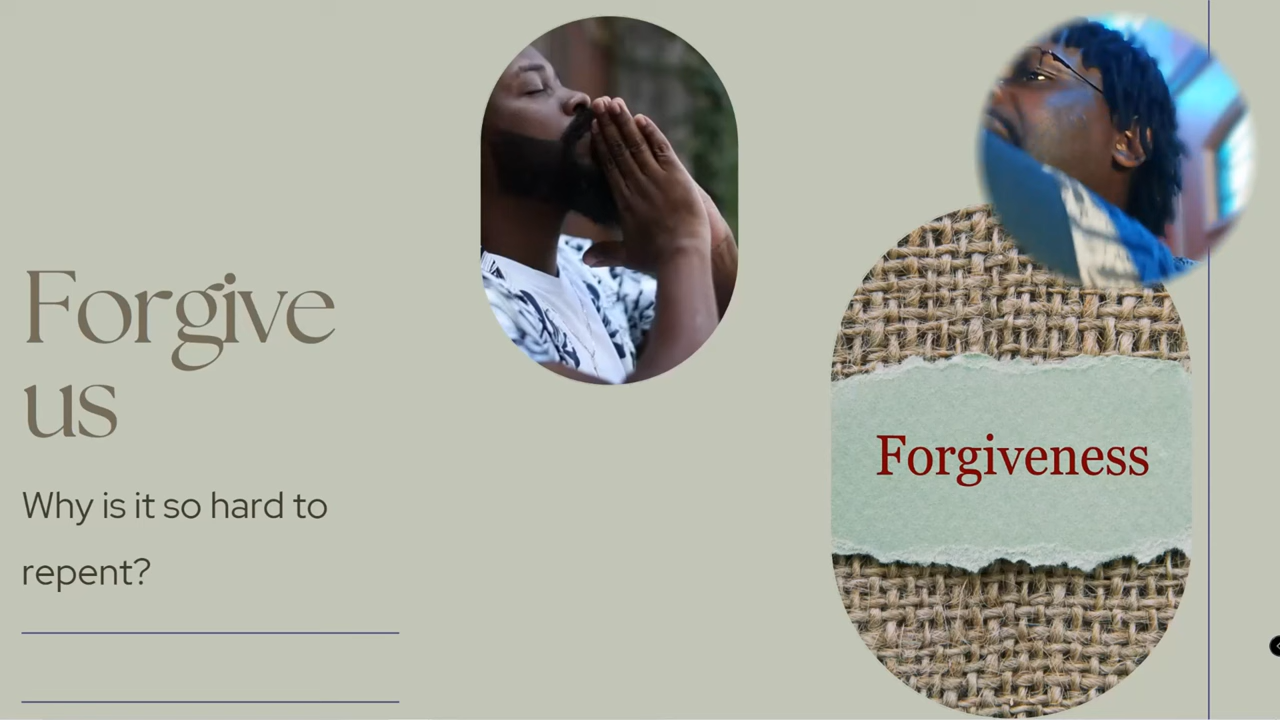 Forgive
us
Why is it so hard to
repent?
Forgiveness